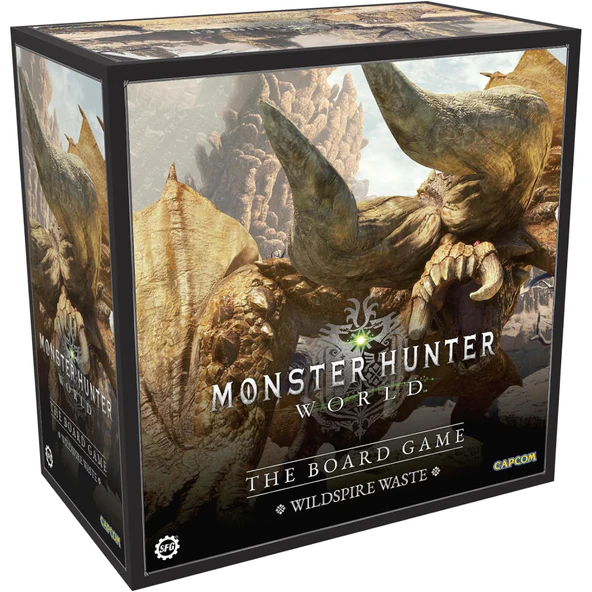 MONSTER HUNTER
WORLD
THE BOARD GAME
WILDSPIRE WASTE
CAPCOM
MONSTER HUNTER
WORLD
THE BOARD GAME
WILDSPIRE WASTE
SFG
CAPCOM